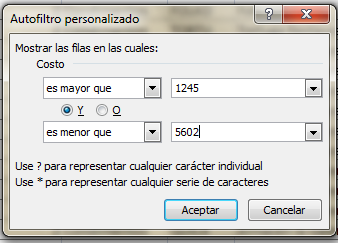 Autofiltro personalizado
Mostrar las filas en las cuales:
Costo
es mayor que 1245
Y O
es menor que 5602
Use ? para representar cualquier carácter individual
Use * para representar cualquier serie de caracteres
Aceptar Cancelar